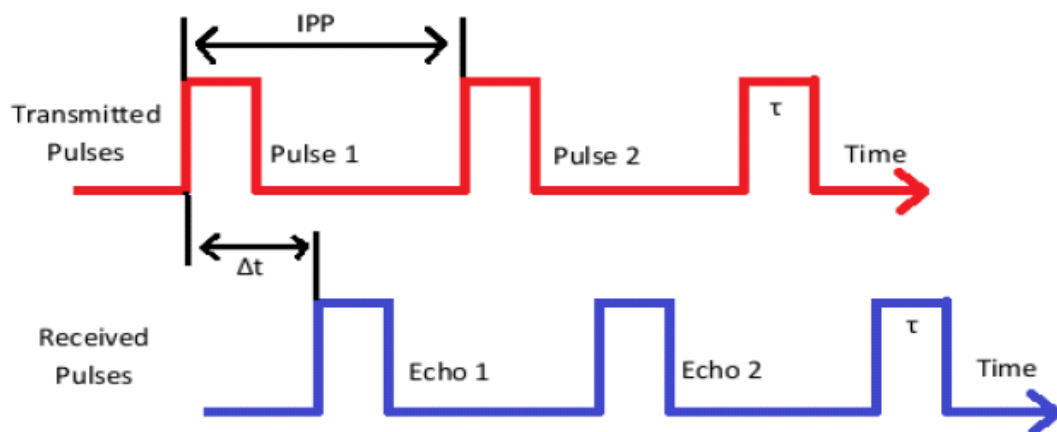 IPP
Transmitted
Pulses
Pulse 1
Pulse 2
τ
Time
Δt
Received
Pulses
Echo 1
Echo 2
τ
Time